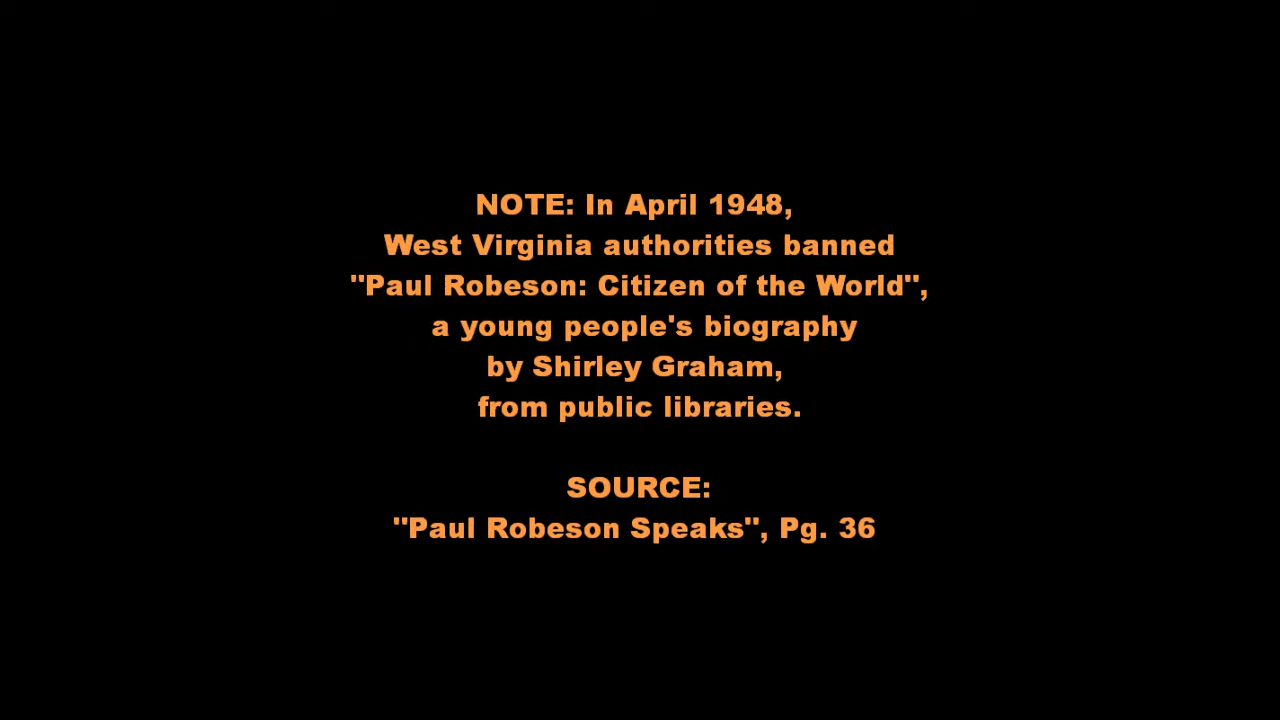 NOTE: In April 1948,
West Virginia authorities banned
"Paul Robeson: Citizen of the World",
a young people's biography
by Shirley Graham,
from public libraries.
SOURCE:
"Paul Robeson Speaks", Pg. 36